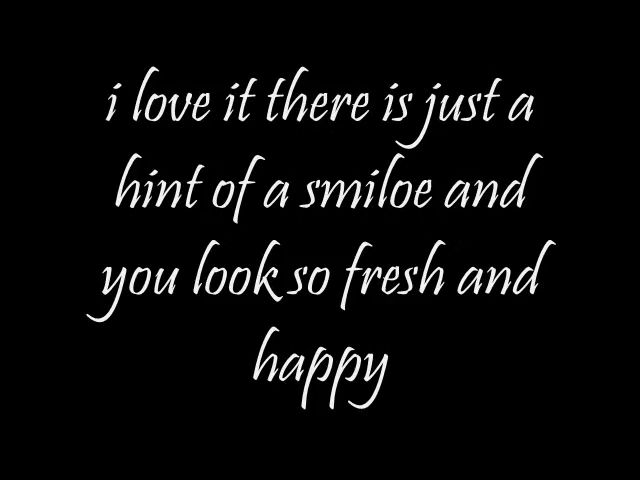 i love it there is just a
hint of a smiloe and
you look so fresh and
happy